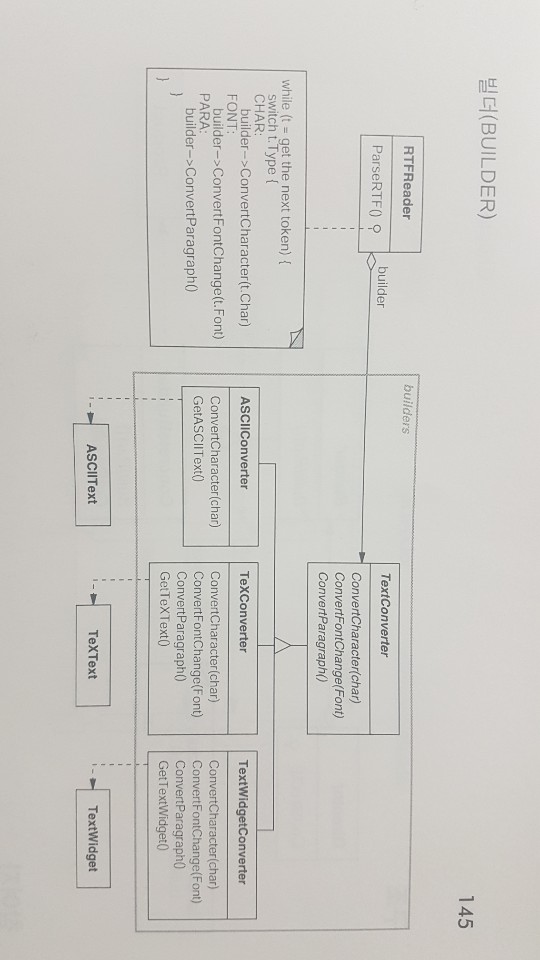 빌더(BUILDER)
145
RTFReader
ParseRTF()
builder
builders
TextConverter
ConvertCharacter(char)
ConvertFontChange(Font)
ConvertParagraph()
while (t = get the next token) {
switch t.Type {
CHAR:
builder->ConvertCharacter(t.Char)
FONT:
builder->ConvertFontChange(t.Font)
PARA:
builder->ConvertParagraph()
}
}
ASCIIConverter
ConvertCharacter(char)
GetASCIIText()
TeXConverter
ConvertCharacter(char)
ConvertFontChange(Font)
ConvertParagraph()
GetTeXText()
TextWidgetConverter
ConvertCharacter(char)
ConvertFontChange(Font)
ConvertParagraph()
GetTextWidget()
ASCIIText
TeXText
TextWidget